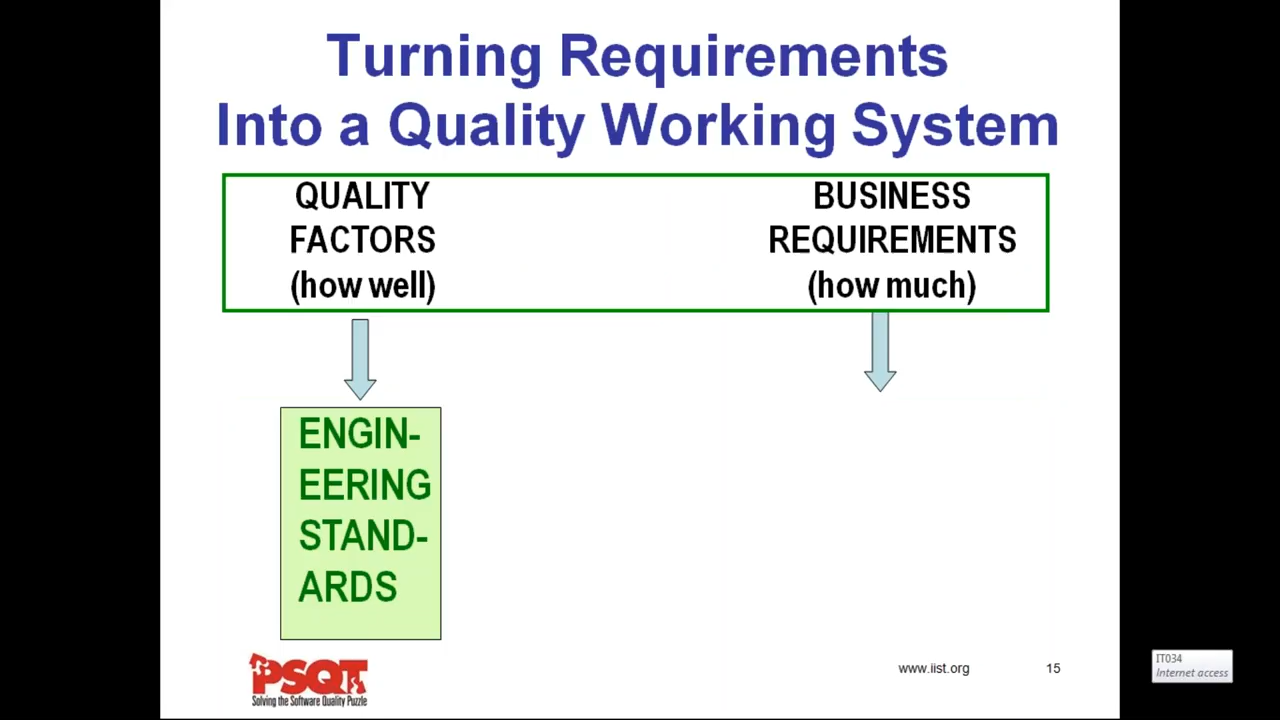 Turning Requirements
Into a Quality Working System
QUALITY
FACTORS
(how well)
BUSINESS
REQUIREMENTS
(how much)
ENGIN-
EERING
STAND-
ARDS
PSQT
Solving the Software Quality Puzzle
www.iist.org
15
IT034
Internet access